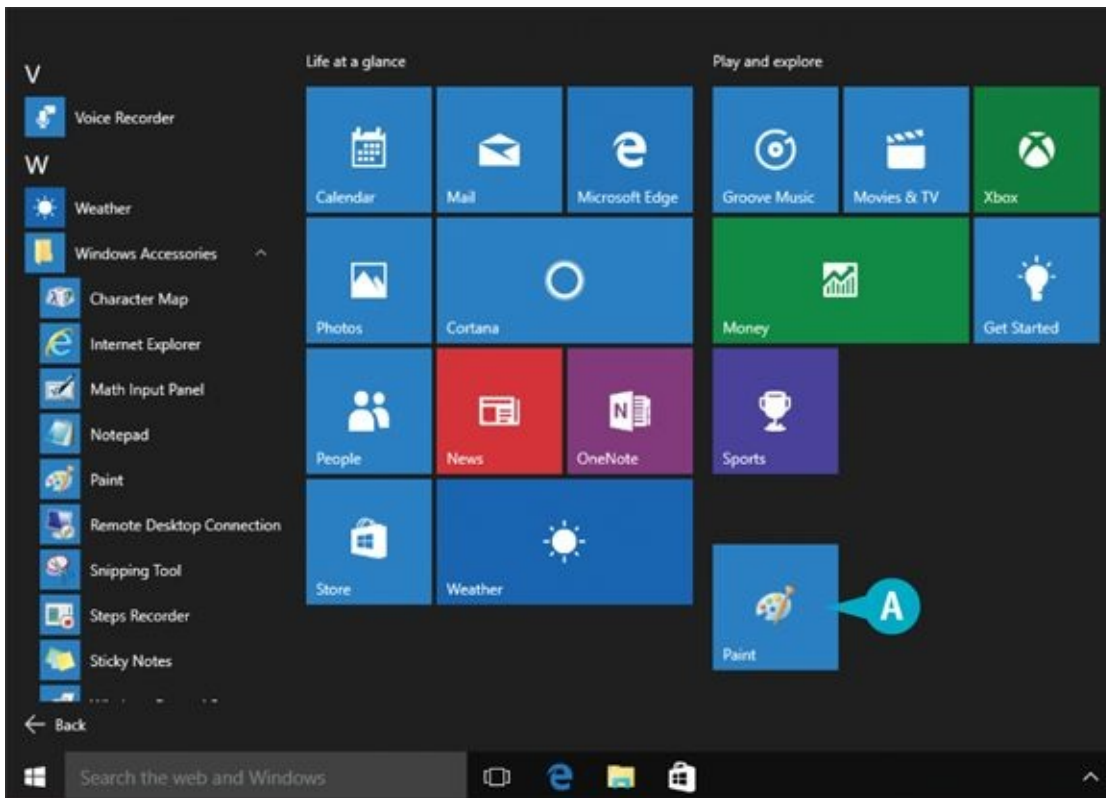 V
Voice Recorder
W
Weather
Windows Accessories
Character Map
Internet Explorer
Math Input Panel
Notepad
Paint
Remote Desktop Connection
Snipping Tool
Steps Recorder
Sticky Notes
Back
Life at a glance
Calendar
Mail
Microsoft Edge
Photos
Cortana
People
News
N
OneNote
Store
Weather
Play and explore
Groove Music
Movies & TV
Xbox
Money
Get Started
Sports
Paint
A
Search the web and Windows